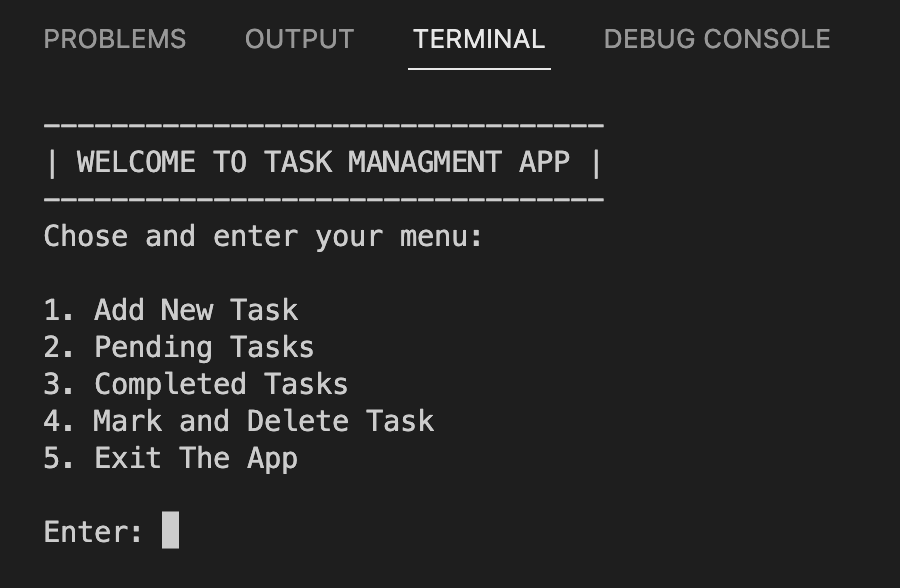 PROBLEMS OUTPUT TERMINAL DEBUG CONSOLE
---------------------------------
| WELCOME TO TASK MANAGMENT APP |
---------------------------------
Chose and enter your menu:
1. Add New Task
2. Pending Tasks
3. Completed Tasks
4. Mark and Delete Task
5. Exit The App
Enter: